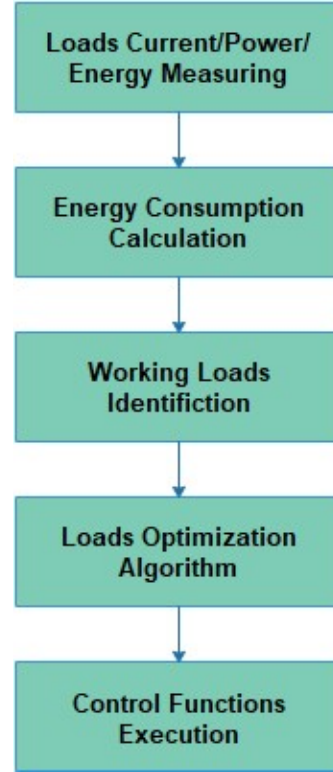 Loads Current/Power/
Energy Measuring
Energy Consumption
Calculation
Working Loads
Identifiction
Loads Optimization
Algorithm
Control Functions
Execution